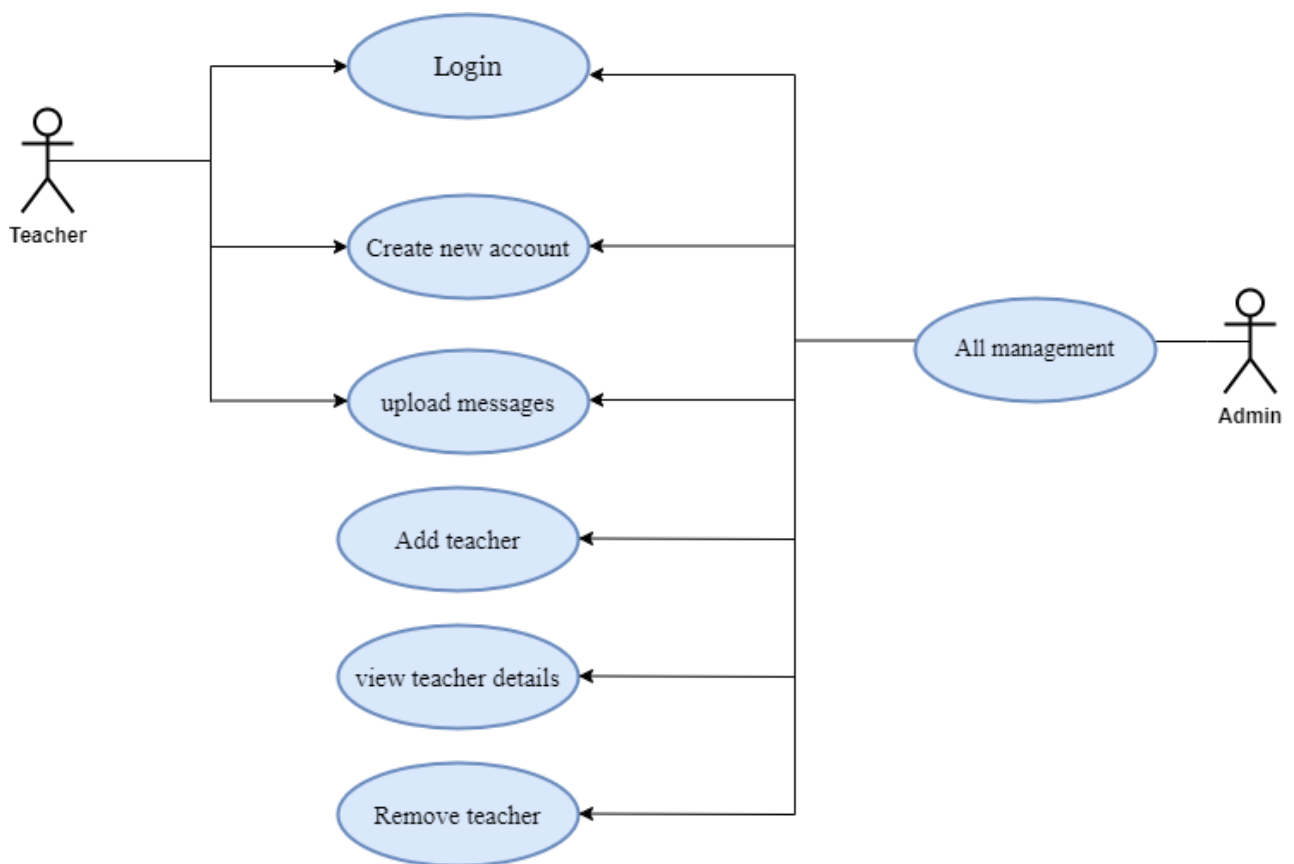 Login
Teacher
Create new account
All management
upload messages
Admin
Add teacher
view teacher details
Remove teacher